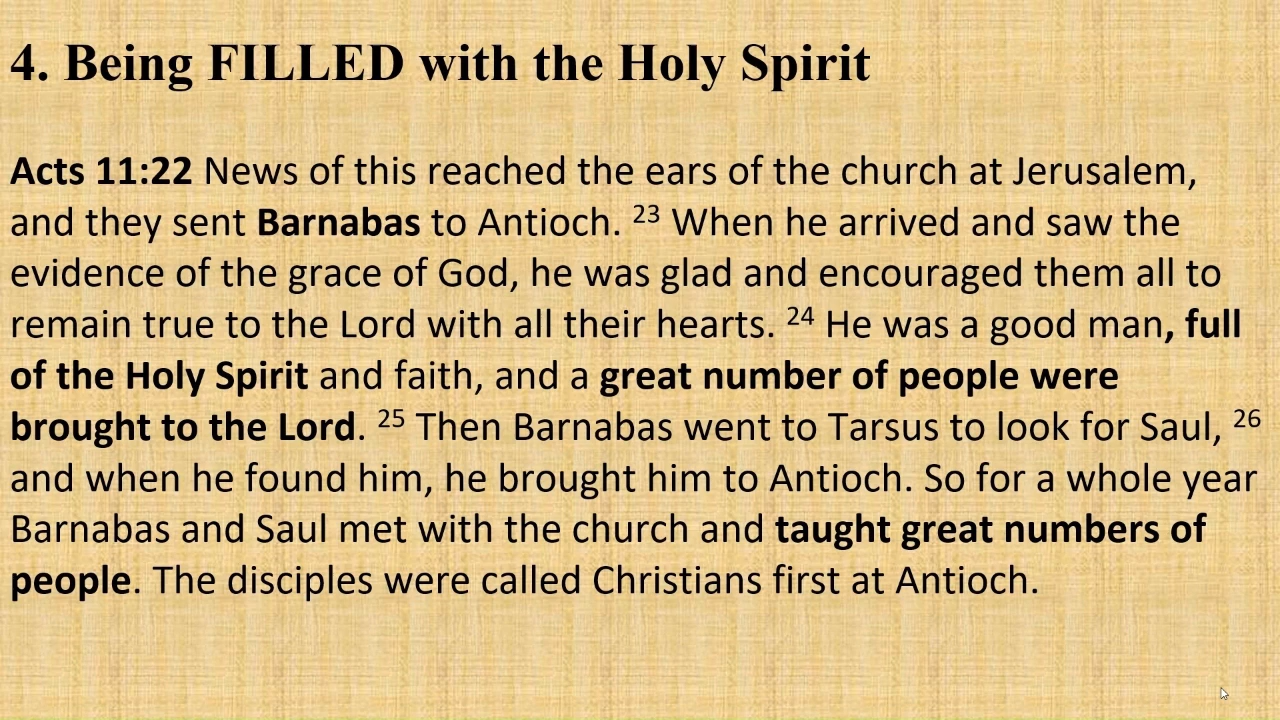 4. Being FILLED with the Holy Spirit
Acts 11:22 News of this reached the ears of the church at Jerusalem,
and they sent Barnabas to Antioch. 23 When he arrived and saw the
evidence of the grace of God, he was glad and encouraged them all to
remain true to the Lord with all their hearts. 24 He was a good man, full
of the Holy Spirit and faith, and a great number of people were
brought to the Lord. 25 Then Barnabas went to Tarsus to look for Saul, 26
and when he found him, he brought him to Antioch. So for a whole year
Barnabas and Saul met with the church and taught great numbers of
people. The disciples were called Christians first at Antioch.